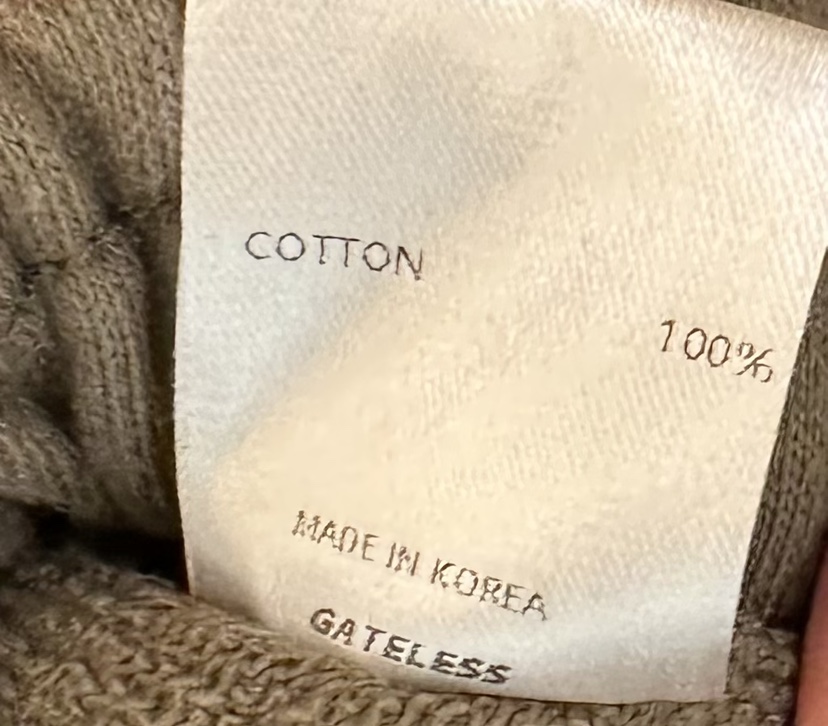 COTTON
100%
MADE IN KOREA
GATELESS